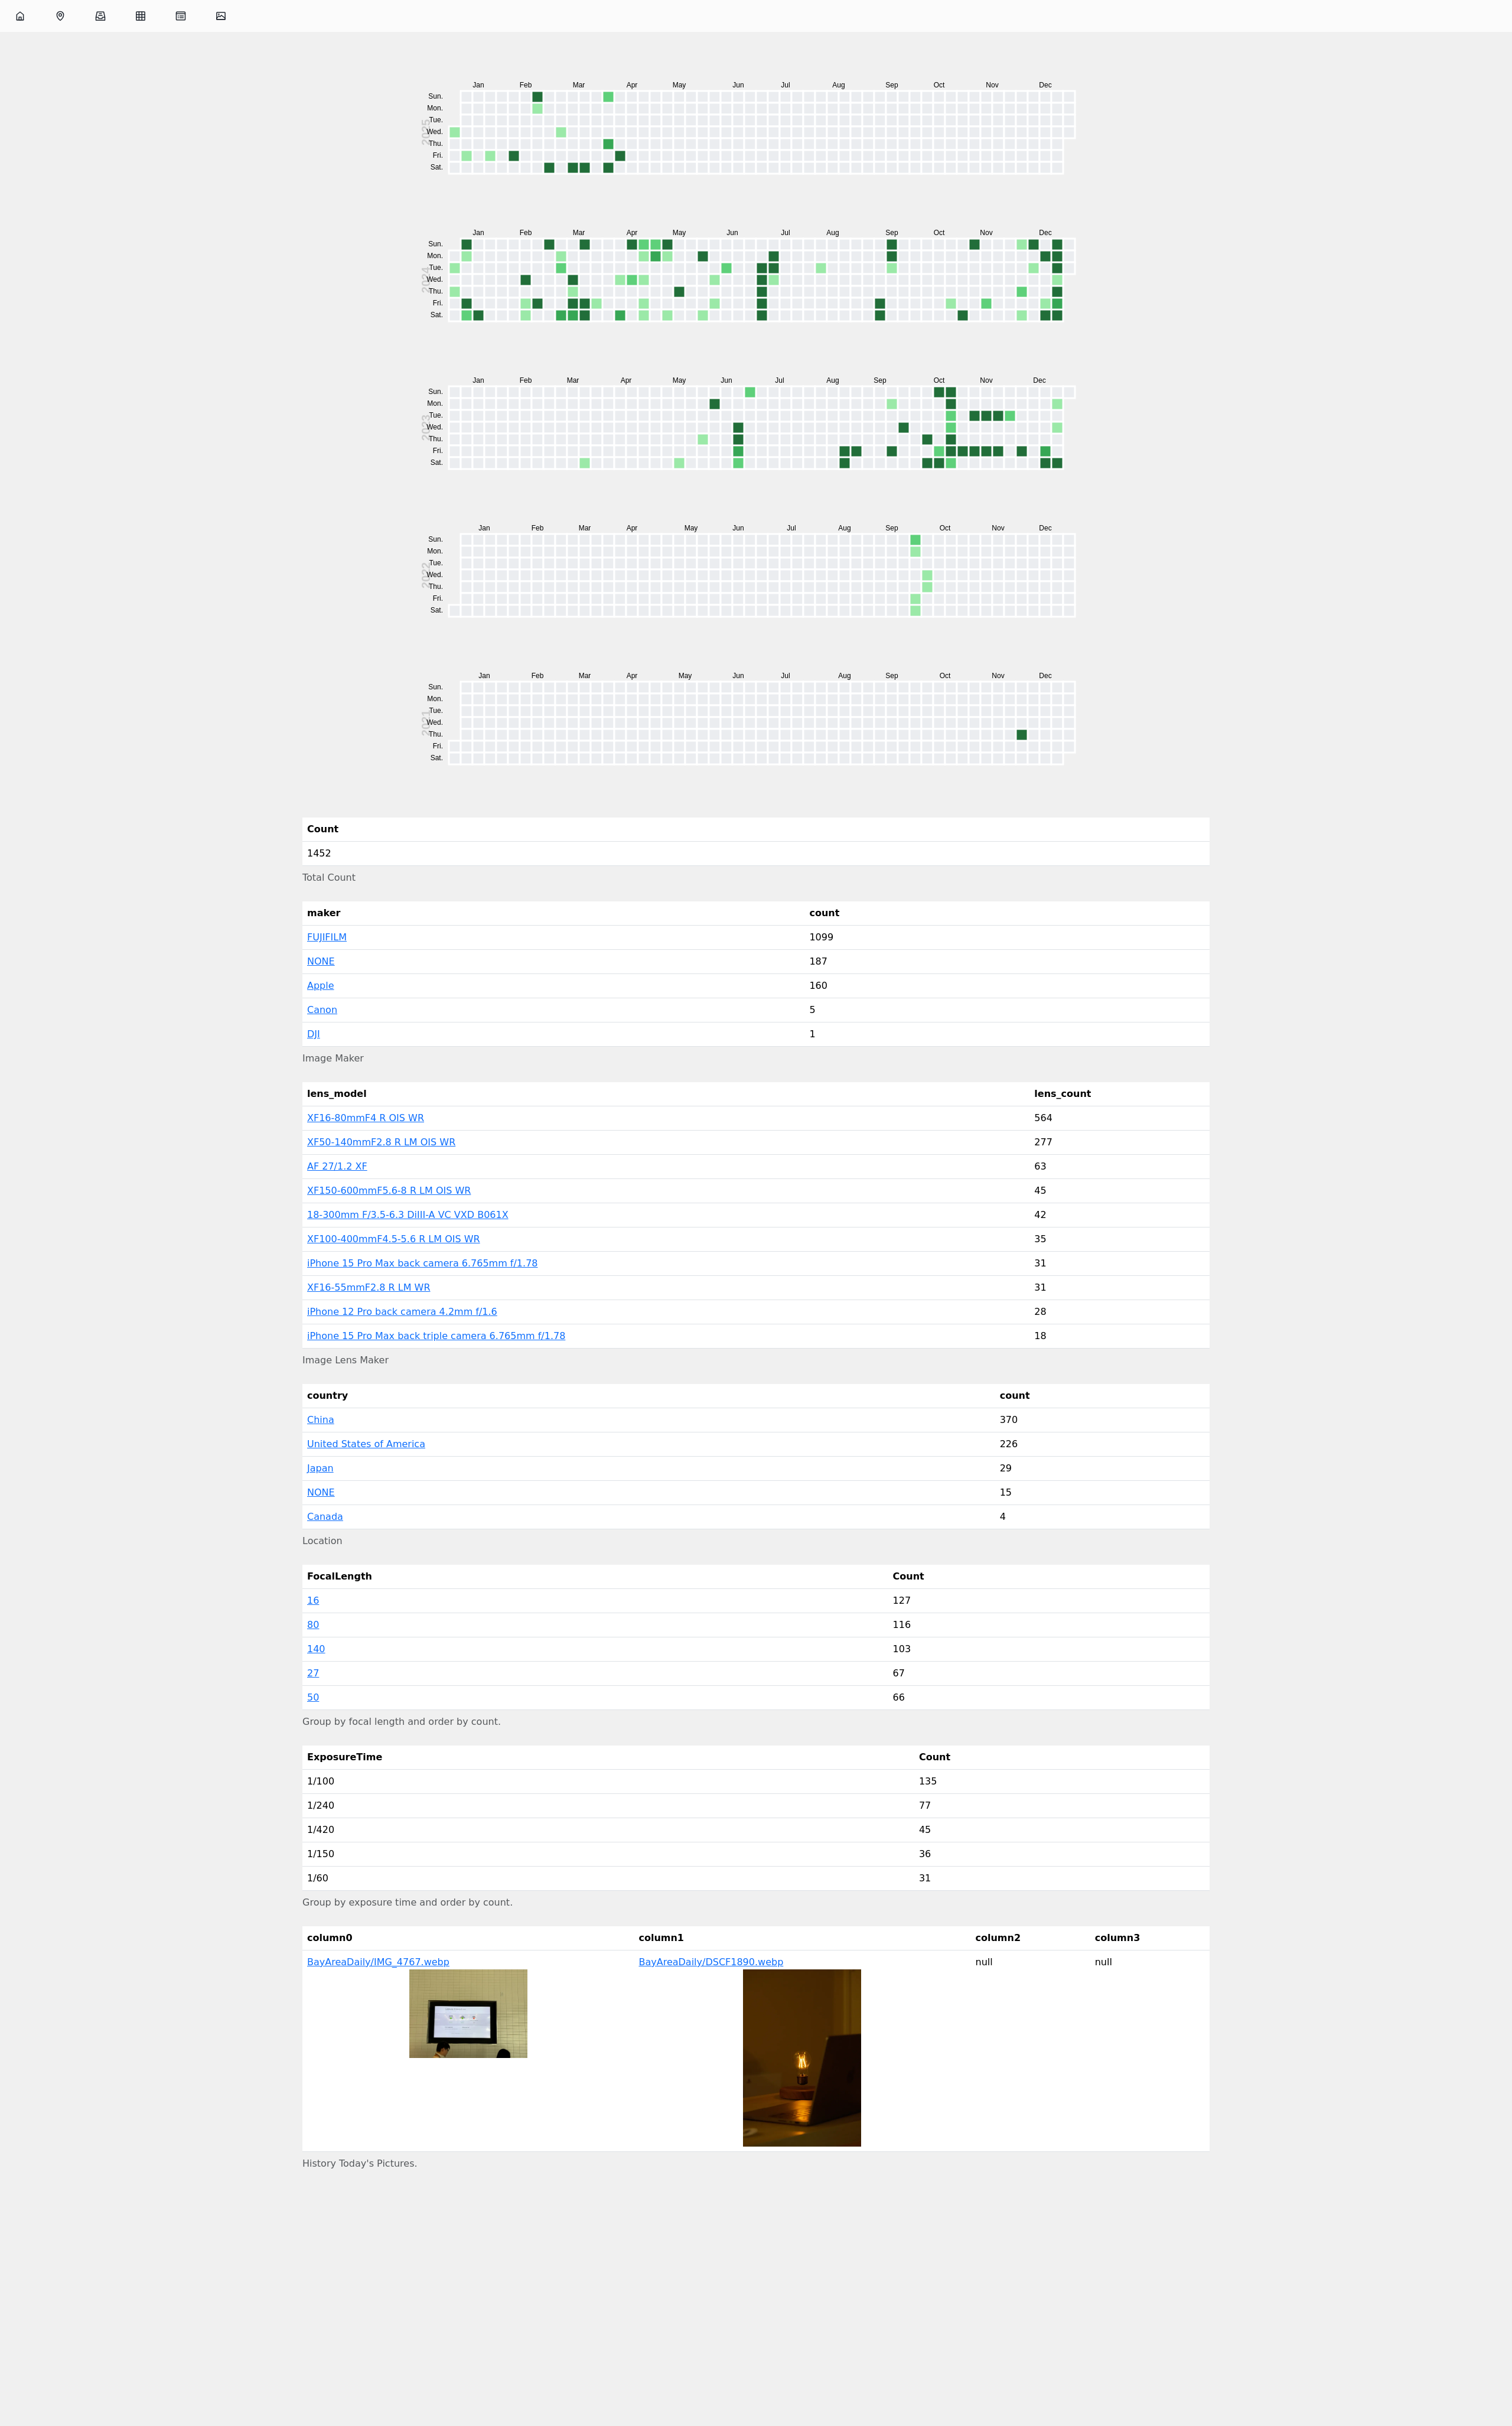 Jan Feb Mar Apr May Jun Jul Aug Sep Oct Nov Dec
2025
Sun.
Mon.
Tue.
Wed.
Thu.
Fri.
Sat.
Jan Feb Mar Apr May Jun Jul Aug Sep Oct Nov Dec
2024
Sun.
Mon.
Tue.
Wed.
Thu.
Fri.
Sat.
Jan Feb Mar Apr May Jun Jul Aug Sep Oct Nov Dec
2023
Sun.
Mon.
Tue.
Wed.
Thu.
Fri.
Sat.
Jan Feb Mar Apr May Jun Jul Aug Sep Oct Nov Dec
2022
Sun.
Mon.
Tue.
Wed.
Thu.
Fri.
Sat.
Jan Feb Mar Apr May Jun Jul Aug Sep Oct Nov Dec
2021
Sun.
Mon.
Tue.
Wed.
Thu.
Fri.
Sat.
Count
1452
Total Count
maker count
FUJIFILM 1099
NONE 187
Apple 160
Canon 5
DJI 1
Image Maker
lens_model lens_count
XF16-80mmF4 R OIS WR 564
XF50-140mmF2.8 R LM OIS WR 277
AF 27/1.2 XF 63
XF150-600mmF5.6-8 R LM OIS WR 45
18-300mm F/3.5-6.3 DiIII-A VC VXD B061X 42
XF100-400mmF4.5-5.6 R LM OIS WR 35
iPhone 15 Pro Max back camera 6.765mm f/1.78 31
XF16-55mmF2.8 R LM WR 31
iPhone 12 Pro back camera 4.2mm f/1.6 28
iPhone 15 Pro Max back triple camera 6.765mm f/1.78 18
Image Lens Maker
country count
China 370
United States of America 226
Japan 29
NONE 15
Canada 4
Location
FocalLength Count
16 127
80 116
140 103
27 67
50 66
Group by focal length and order by count.
ExposureTime Count
1/100 135
1/240 77
1/420 45
1/150 36
1/60 31
Group by exposure time and order by count.
column0 column1 column2 column3
BayAreaDaily/IMG_4767.webp BayAreaDaily/DSCF1890.webp null null
History Today's Pictures.